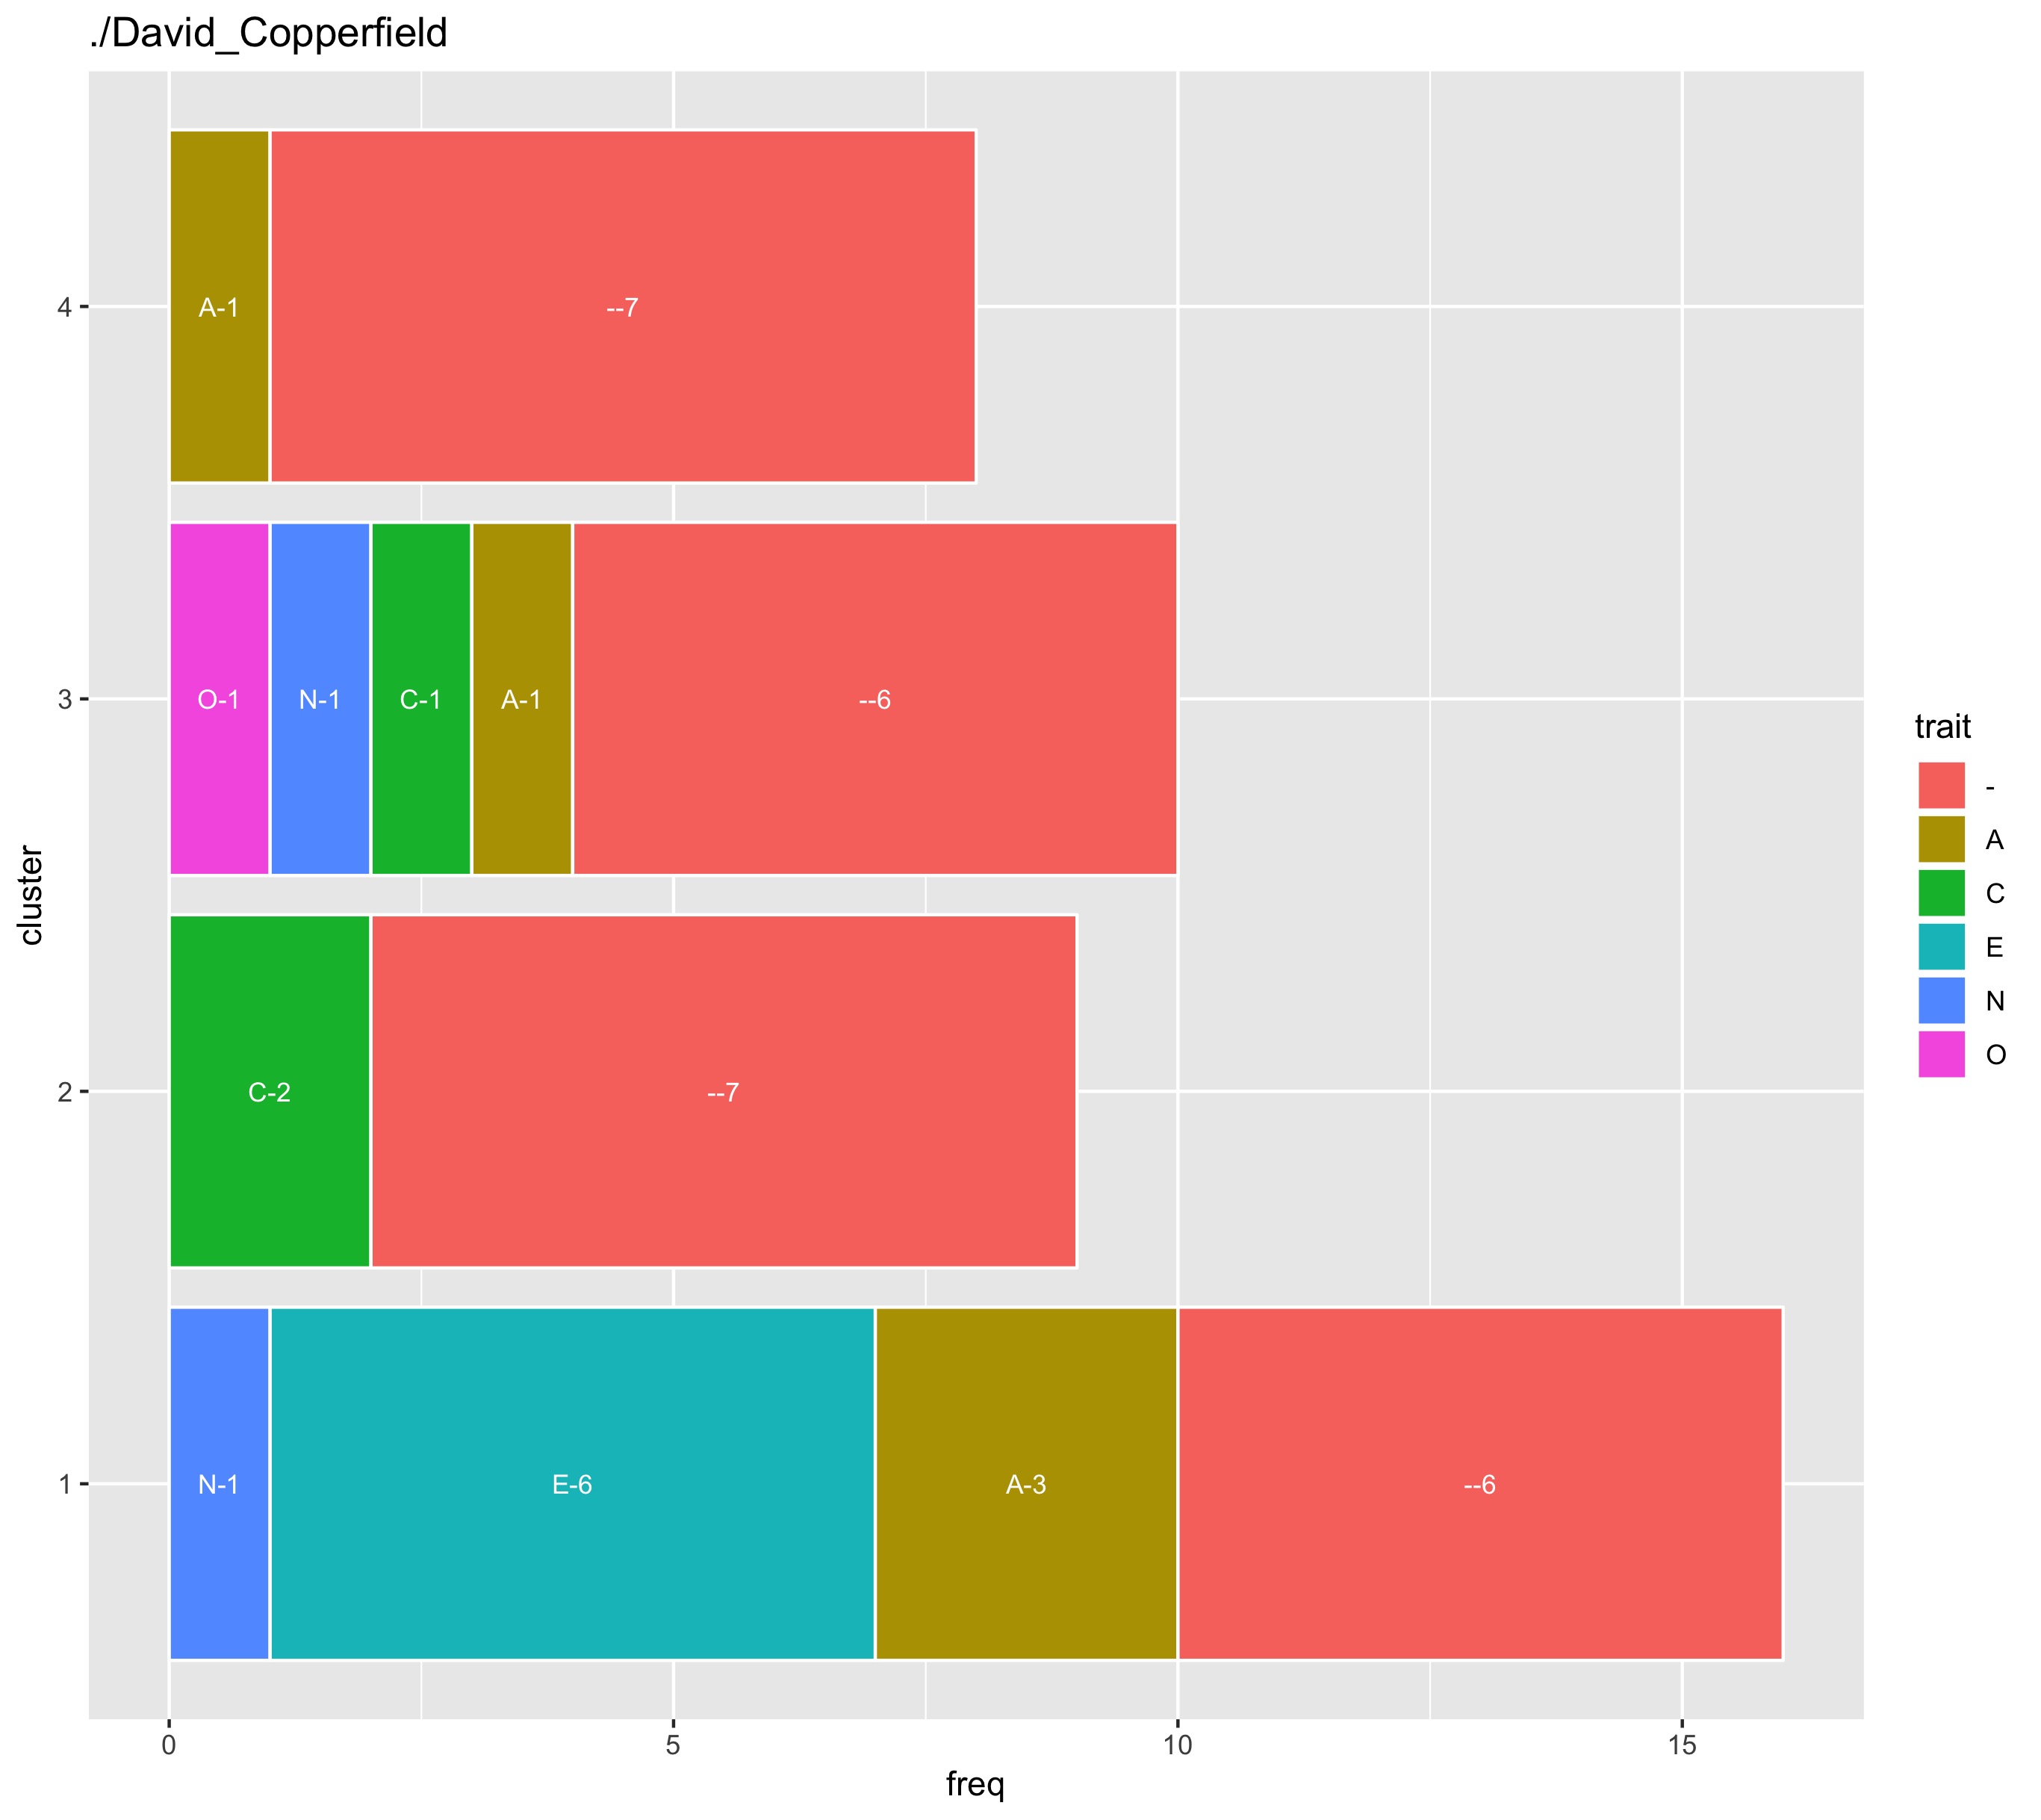 ./David_Copperfield
4
A-1 --7
3
O-1 N-1 C-1 A-1 --6
2
C-2 --7
1
N-1 E-6 A-3 --6
0 5 10 15
freq
cluster
trait
-
A
C
E
N
O